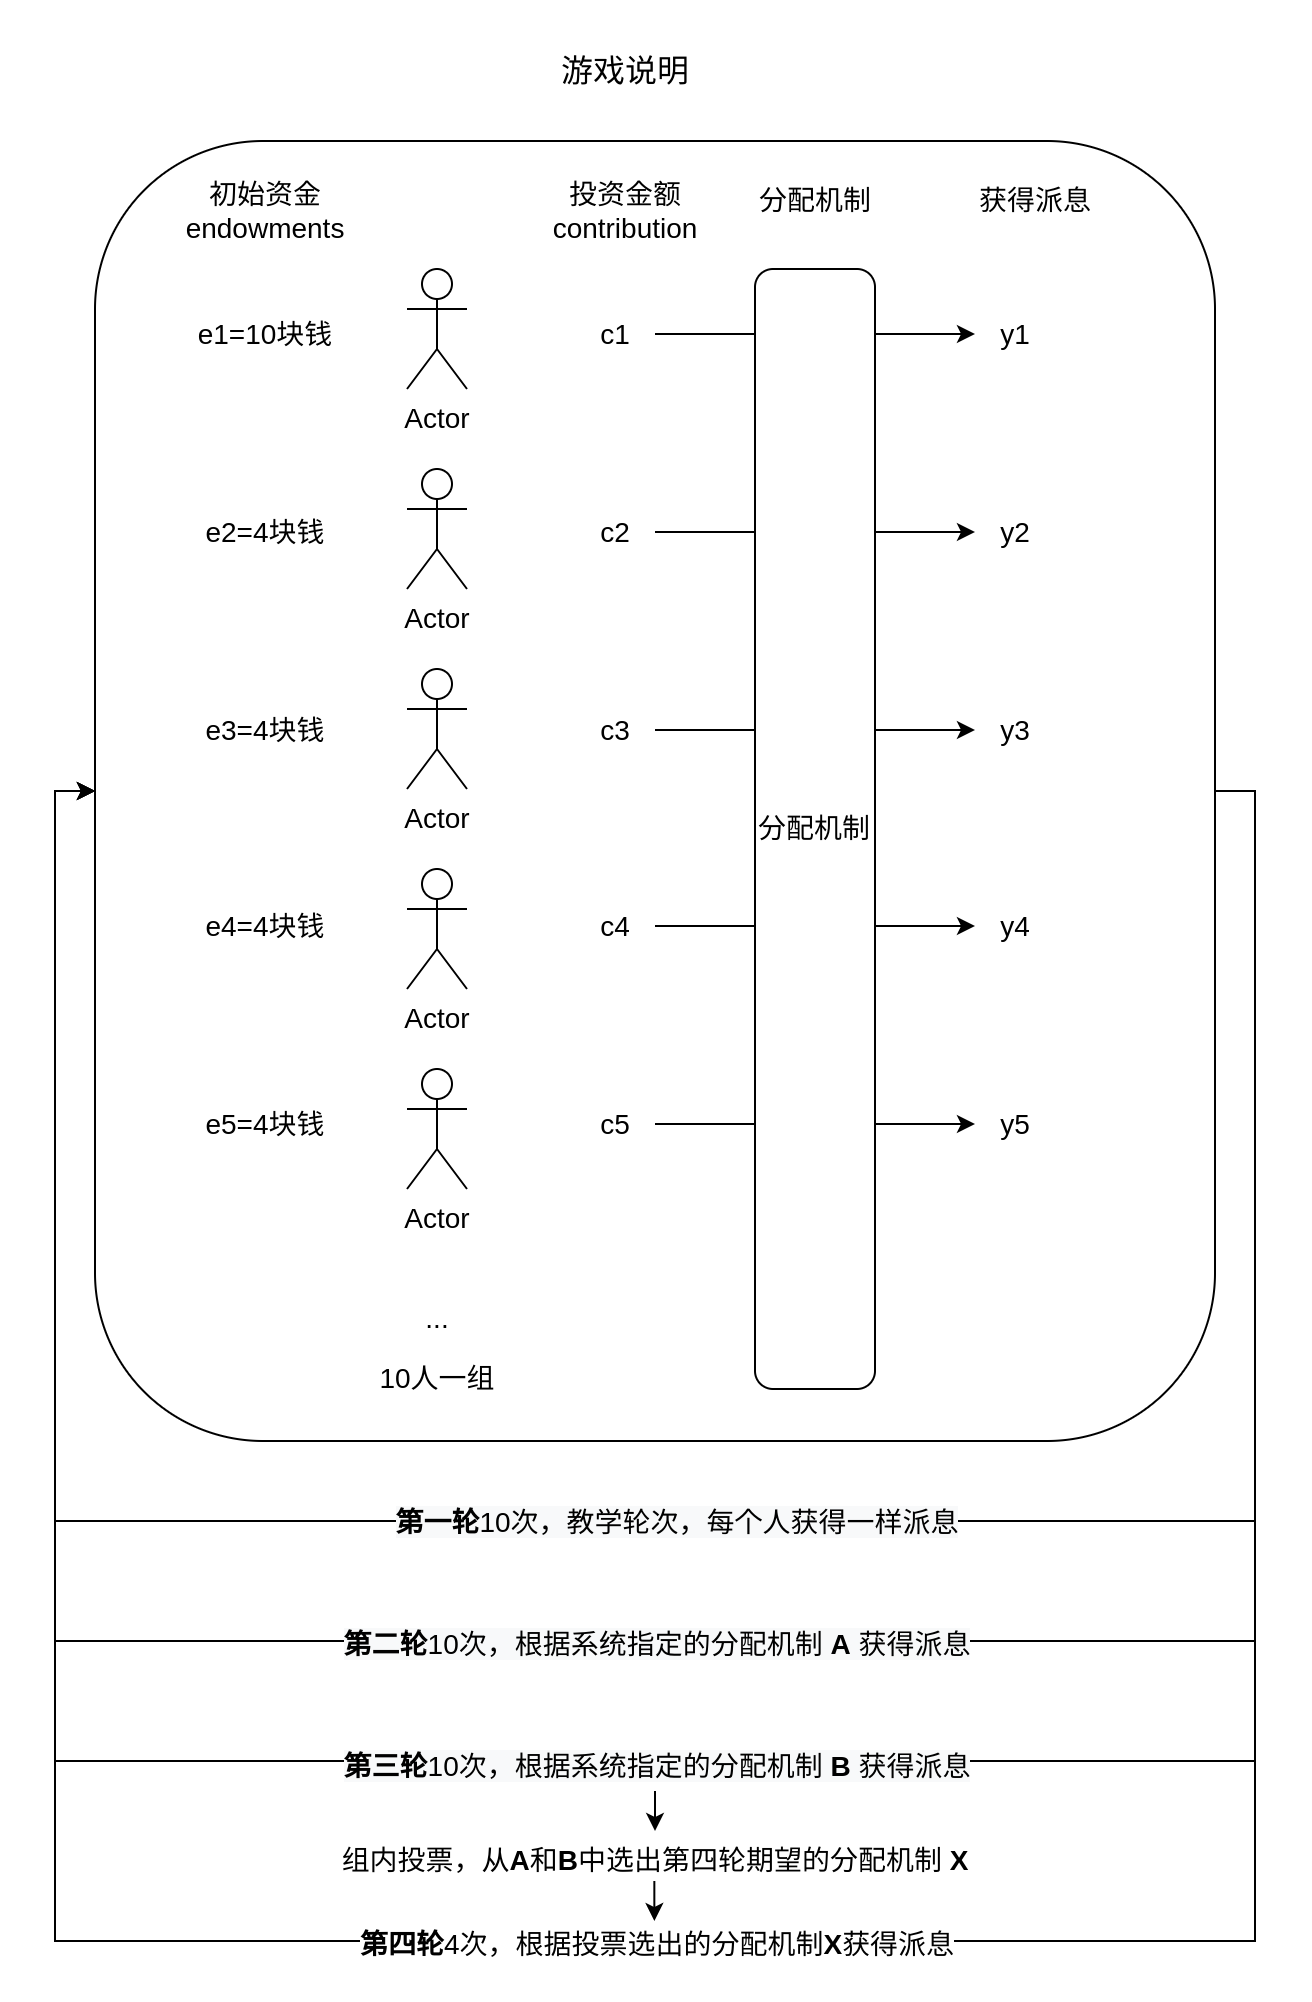 游戏说明
初始资金
endowments
投资金额
contribution
分配机制
获得派息
e1=10块钱
c1
y1
Actor
e2=4块钱
c2
y2
Actor
e3=4块钱
c3
y3
Actor
分配机制
e4=4块钱
c4
y4
Actor
e5=4块钱
c5
y5
Actor
...
10人一组
第一轮10次，教学轮次，每个人获得一样派息
第二轮10次，根据系统指定的分配机制 A 获得派息
第三轮10次，根据系统指定的分配机制 B 获得派息
组内投票，从A和B中选出第四轮期望的分配机制 X
第四轮4次，根据投票选出的分配机制X获得派息